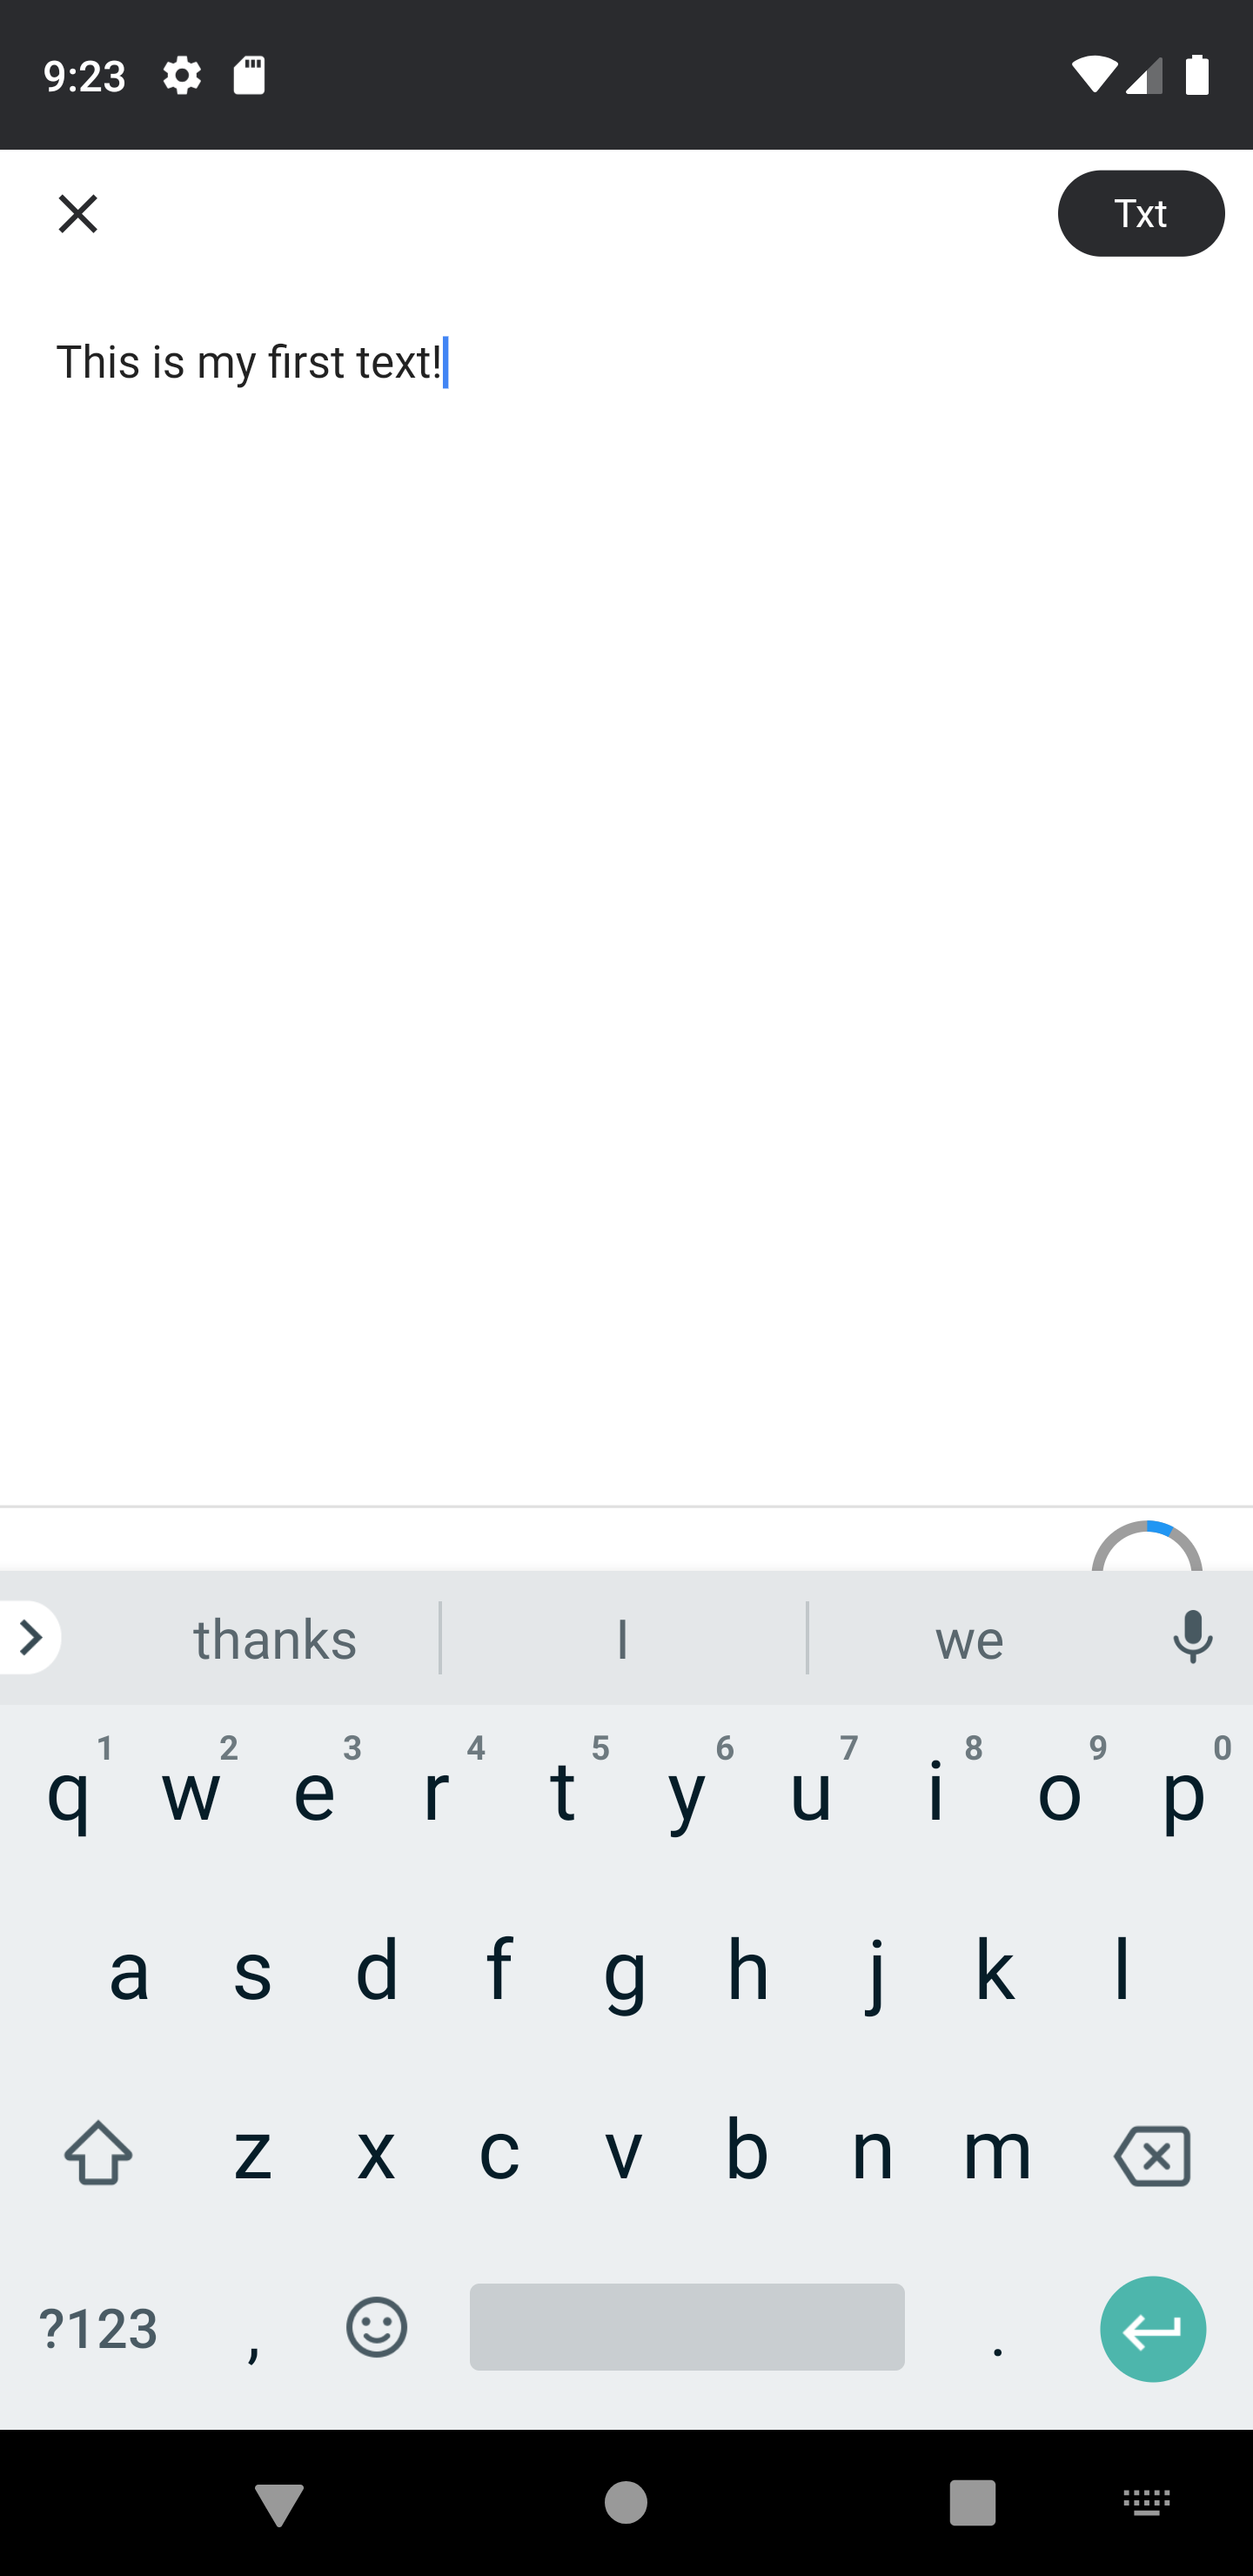 9:23
Txt
This is my first text!
thanks I we
1 2 3 4 5 6 7 8 9 0
q w e r t y u i o p
a s d f g h j k l
z x c v b n m
?123 , .